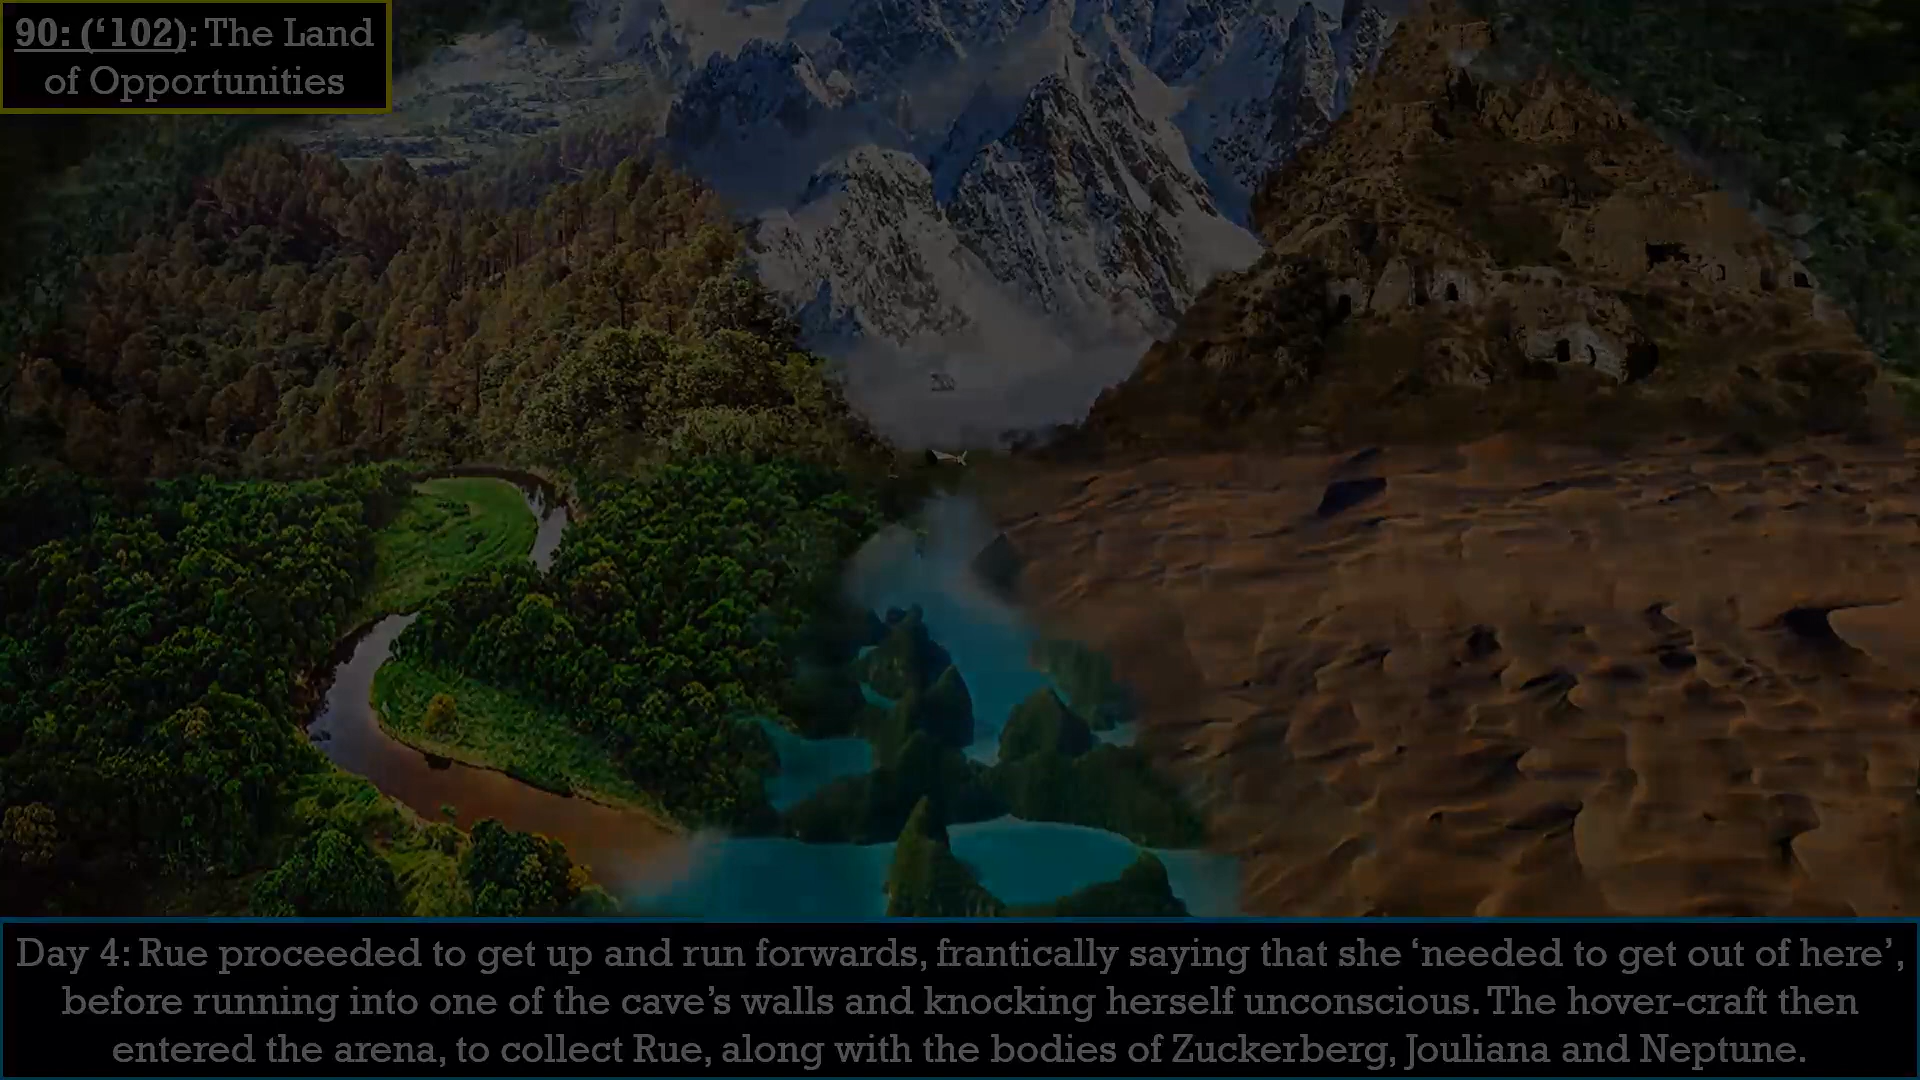 90: (‘102): The Land
of Opportunities
Day 4: Rue proceeded to get up and run forwards, frantically saying that she ‘needed to get out of here’,
before running into one of the cave’s walls and knocking herself unconscious. The hover-craft then
entered the arena, to collect Rue, along with the bodies of Zuckerberg, Jouliana and Neptune.